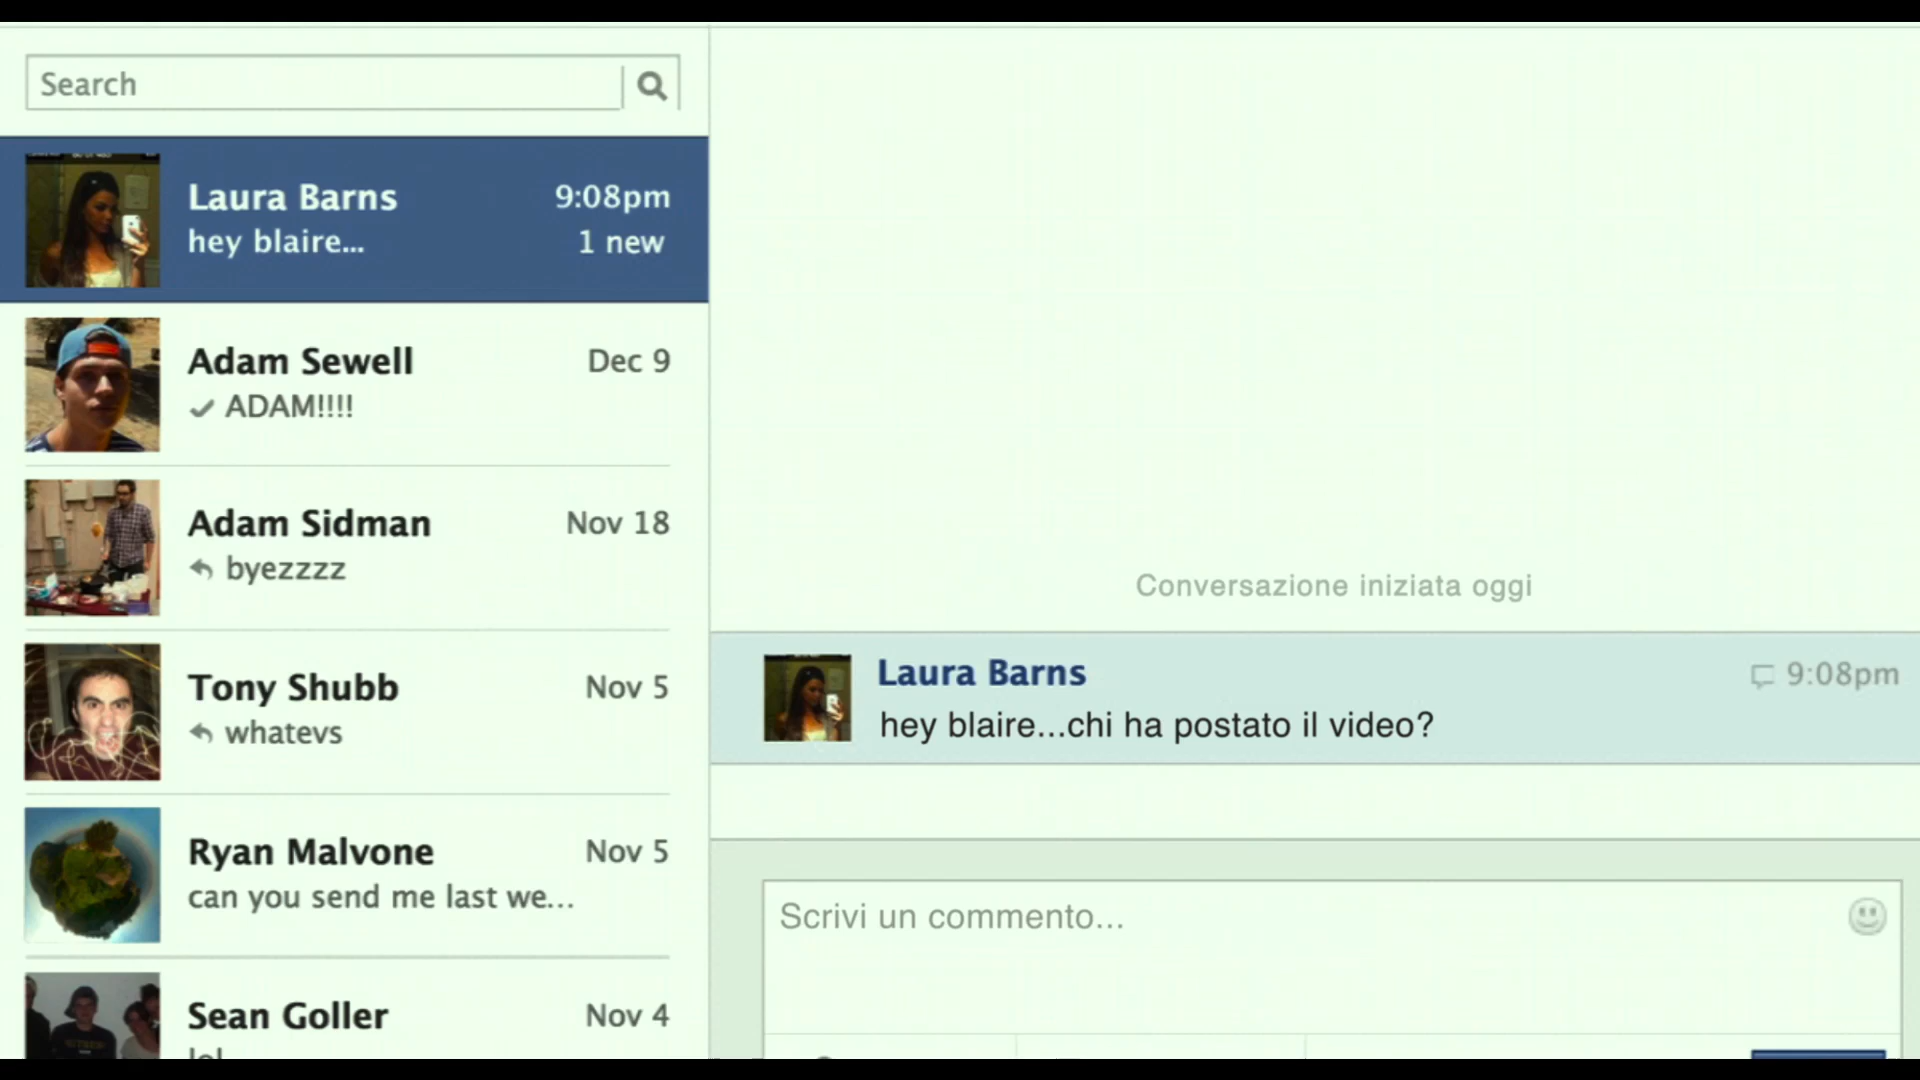 Search
Laura Barns 9:08pm
hey blaire... 1 new
Adam Sewell Dec 9
ADAM!!!!
Adam Sidman Nov 18
byezzzz
Tony Shubb Nov 5
whatevs
Ryan Malvone Nov 5
can you send me last we...
Sean Goller Nov 4
lol
Conversazione iniziata oggi
Laura Barns 9:08pm
hey blaire...chi ha postato il video?
Scrivi un commento...